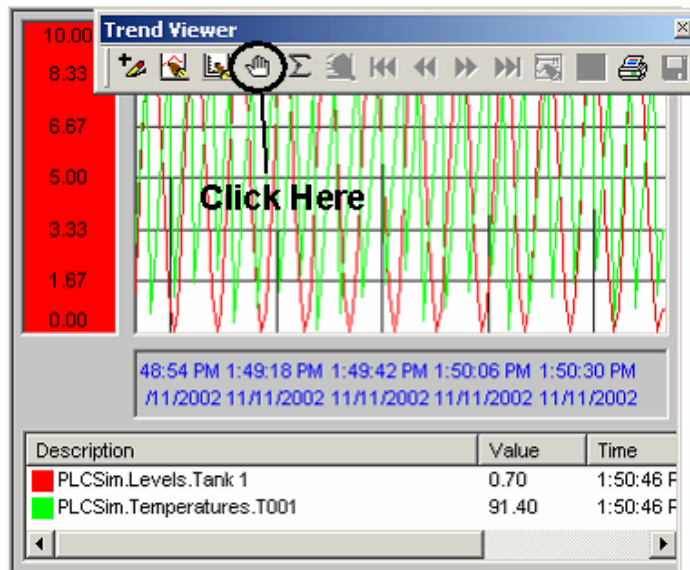 Trend Viewer
10.00
8.33
6.67
5.00
3.33
1.67
0.00
Click Here
48:54 PM 1:49:18 PM 1:49:42 PM 1:50:06 PM 1:50:30 PM
/11/2002 11/11/2002 11/11/2002 11/11/2002 11/11/2002
Description Value Time
PLCSim.Levels.Tank 1 0.70 1:50:46 P
PLCSim.Temperatures.T001 91.40 1:50:46 P